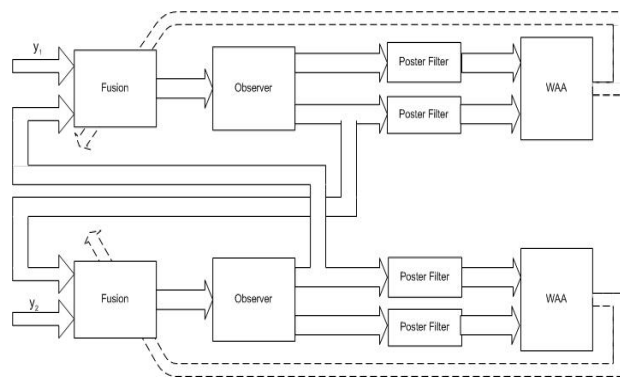 y1
Fusion
Observer
Poster Filter
Poster Filter
WAA
Fusion
Observer
Poster Filter
Poster Filter
WAA
y2